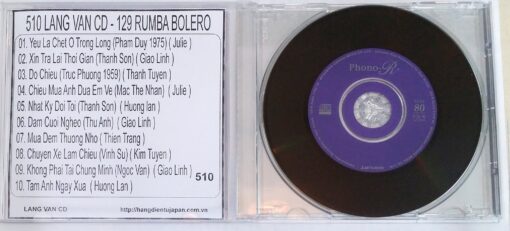 510 LANG VAN CD - 129 RUMBA BOLERO
01. Yeu La Chet O Trong Long (Pham Duy 1975) ( Julie )
02. Xin Tra Lai Thoi Gian (Thanh Son) ( Giao Linh )
03. Do Chieu (Truc Phuong 1959) ( Thanh Tuyen )
04. Chieu Mua Anh Dua Em Ve (Mac The Nhan) ( Julie )
05. Nhat Ky Doi Toi (Thanh Son) ( Huong lan )
06. Dam Cuoi Ngheo (Thu Anh) ( Giao Linh )
07. Mua Dem Thuong Nho ( Thien Trang )
08. Chuyen Xe Lam Chieu (Vinh Su) ( Kim Tuyen )
09. Khong Phai Tai Chung Minh (Ngoc Van) ( Giao Linh )
10. Tam Anh Ngay Xua ( Huong Lan )
510
LANG VAN CD
http://hangdientujapan.com.vn
Phono-R
80